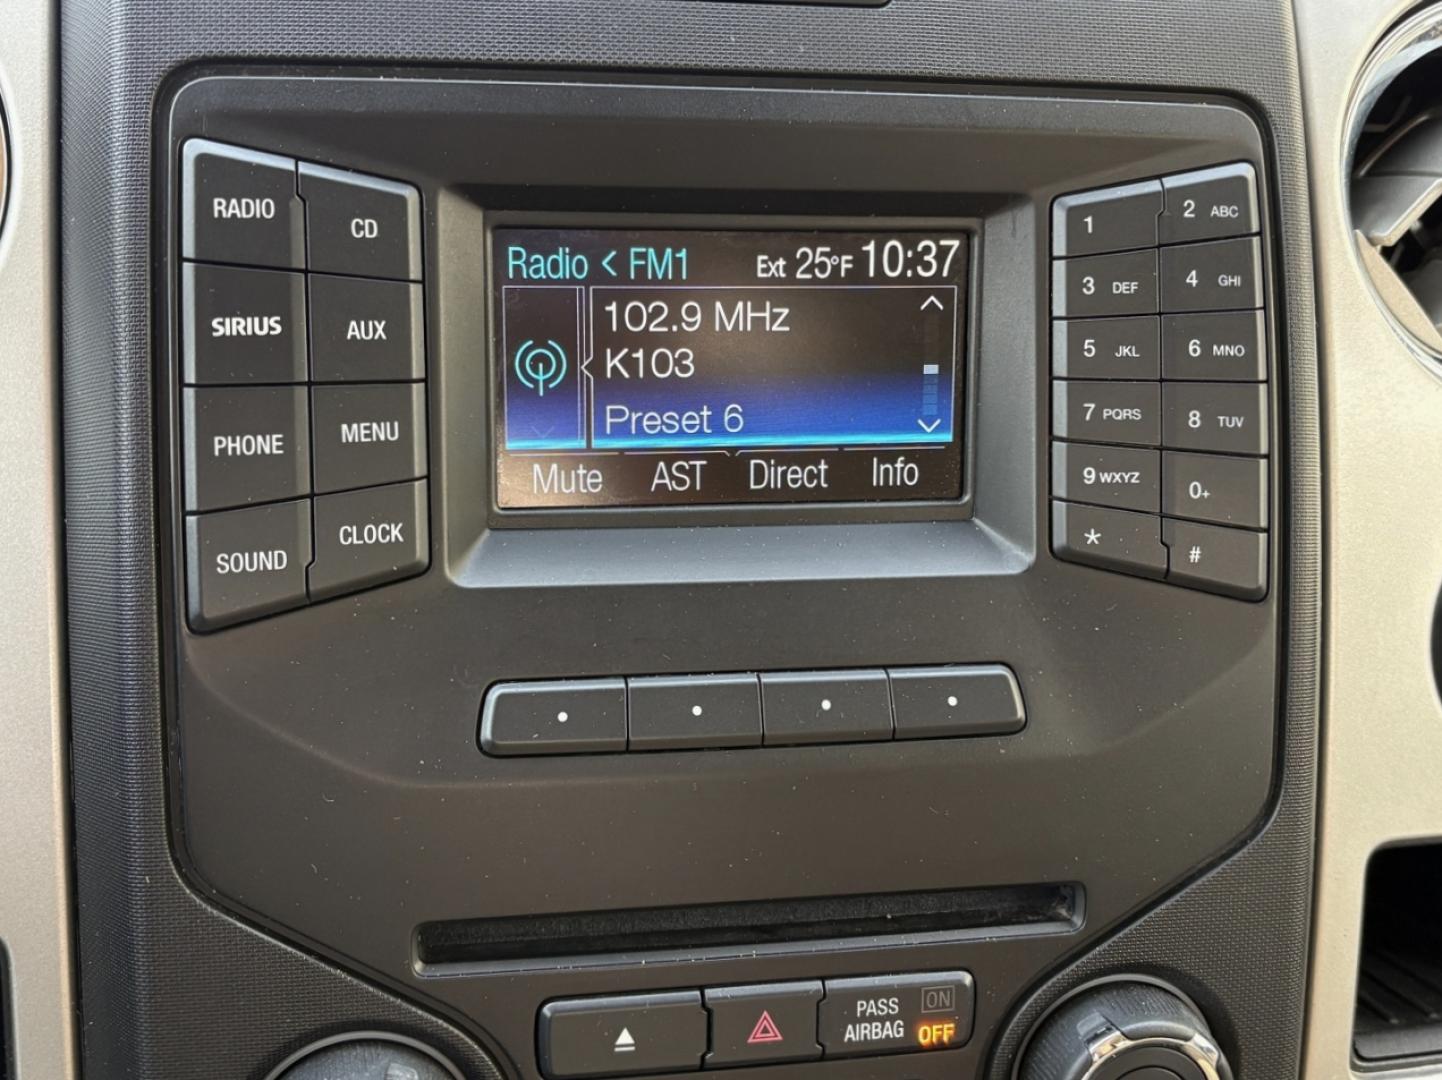 RADIO
CD
SIRIUS
AUX
PHONE
MENU
SOUND
CLOCK
Radio < FM1 Ext 25°F 10:37
102.9 MHz
K103
Preset 6
Mute AST Direct Info
1
2 ABC
3 DEF
4 GHI
5 JKL
6 MNO
7 PQRS
8 TUV
9 WXYZ
0+
*
#
PASS AIRBAG
ON
OFF